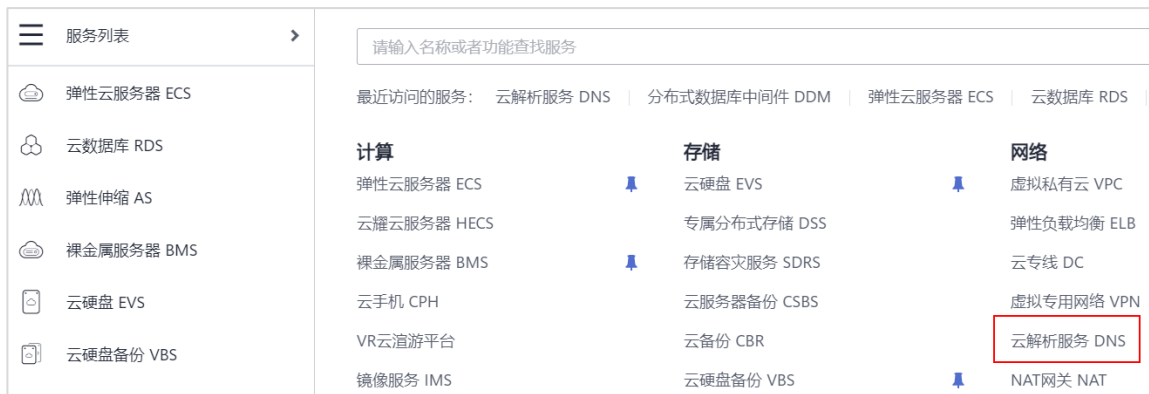 服务列表
弹性云服务器 ECS
云数据库 RDS
弹性伸缩 AS
裸金属服务器 BMS
云硬盘 EVS
云硬盘备份 VBS
请输入名称或者功能查找服务
最近访问的服务： 云解析服务 DNS 分布式数据库中间件 DDM 弹性云服务器 ECS 云数据库 RDS
计算
弹性云服务器 ECS
云耀云服务器 HECS
裸金属服务器 BMS
云手机 CPH
VR云渲游平台
镜像服务 IMS
存储
云硬盘 EVS
专属分布式存储 DSS
存储容灾服务 SDRS
云服务器备份 CSBS
云备份 CBR
云硬盘备份 VBS
网络
虚拟私有云 VPC
弹性负载均衡 ELB
云专线 DC
虚拟专用网络 VPN
云解析服务 DNS
NAT网关 NAT